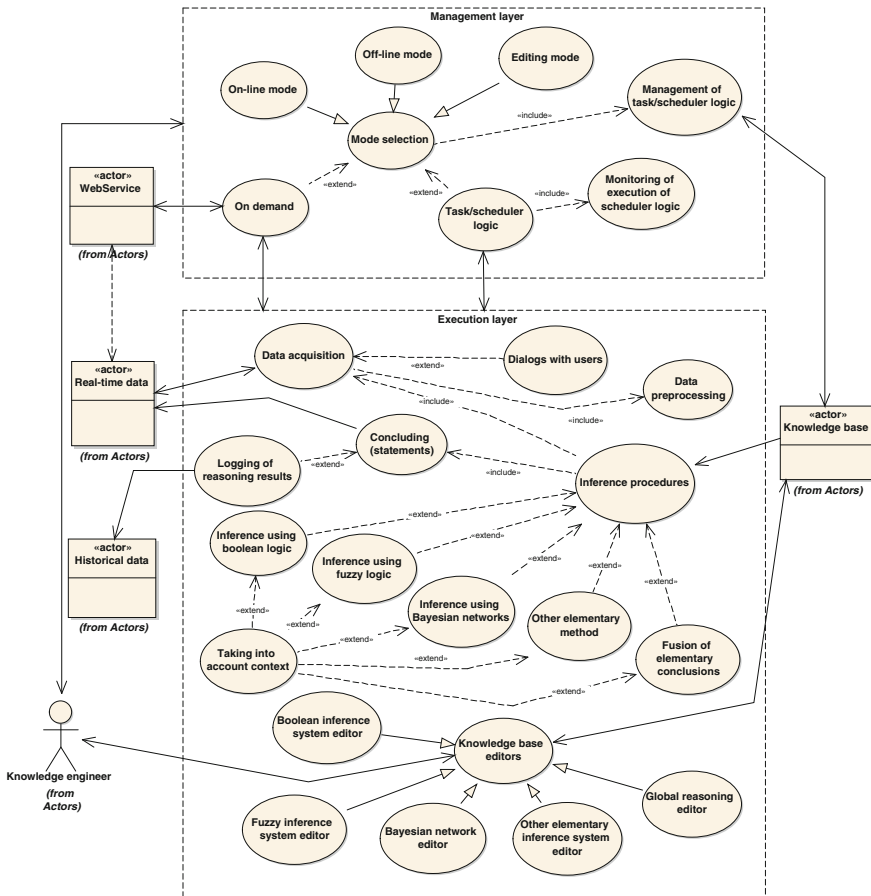 Management layer
Off-line mode
Editing mode
On-line mode
Management of
task/scheduler logic
«include»
Mode selection
«actor»
WebService
(from Actors)
«extend»
«extend»
«include»
Monitoring of
execution of
scheduler logic
On demand
Task/scheduler
logic
Execution layer
Data acquisition
Dialogs with users
«extend»
«actor»
Real-time data
(from Actors)
Data
preprocessing
«include»
«include»
«actor»
Knowledge base
(from Actors)
Concluding
(statements)
Logging of
reasoning results
«extend»
«include»
Inference procedures
«actor»
Historical data
(from Actors)
Inference using
boolean logic
«extend»
«extend»
Inference using
fuzzy logic
«extend»
«extend»
«extend»
«extend»
«extend»
Inference using
Bayesian networks
Other elementary
method
«extend»
Taking into
account context
«extend»
Fusion of
elementary
conclusions
«extend»
«extend»
Knowledge engineer
(from
Actors)
Boolean inference
system editor
Knowledge base
editors
Global reasoning
editor
Fuzzy inference
system editor
Bayesian network
editor
Other elementary
inference system
editor